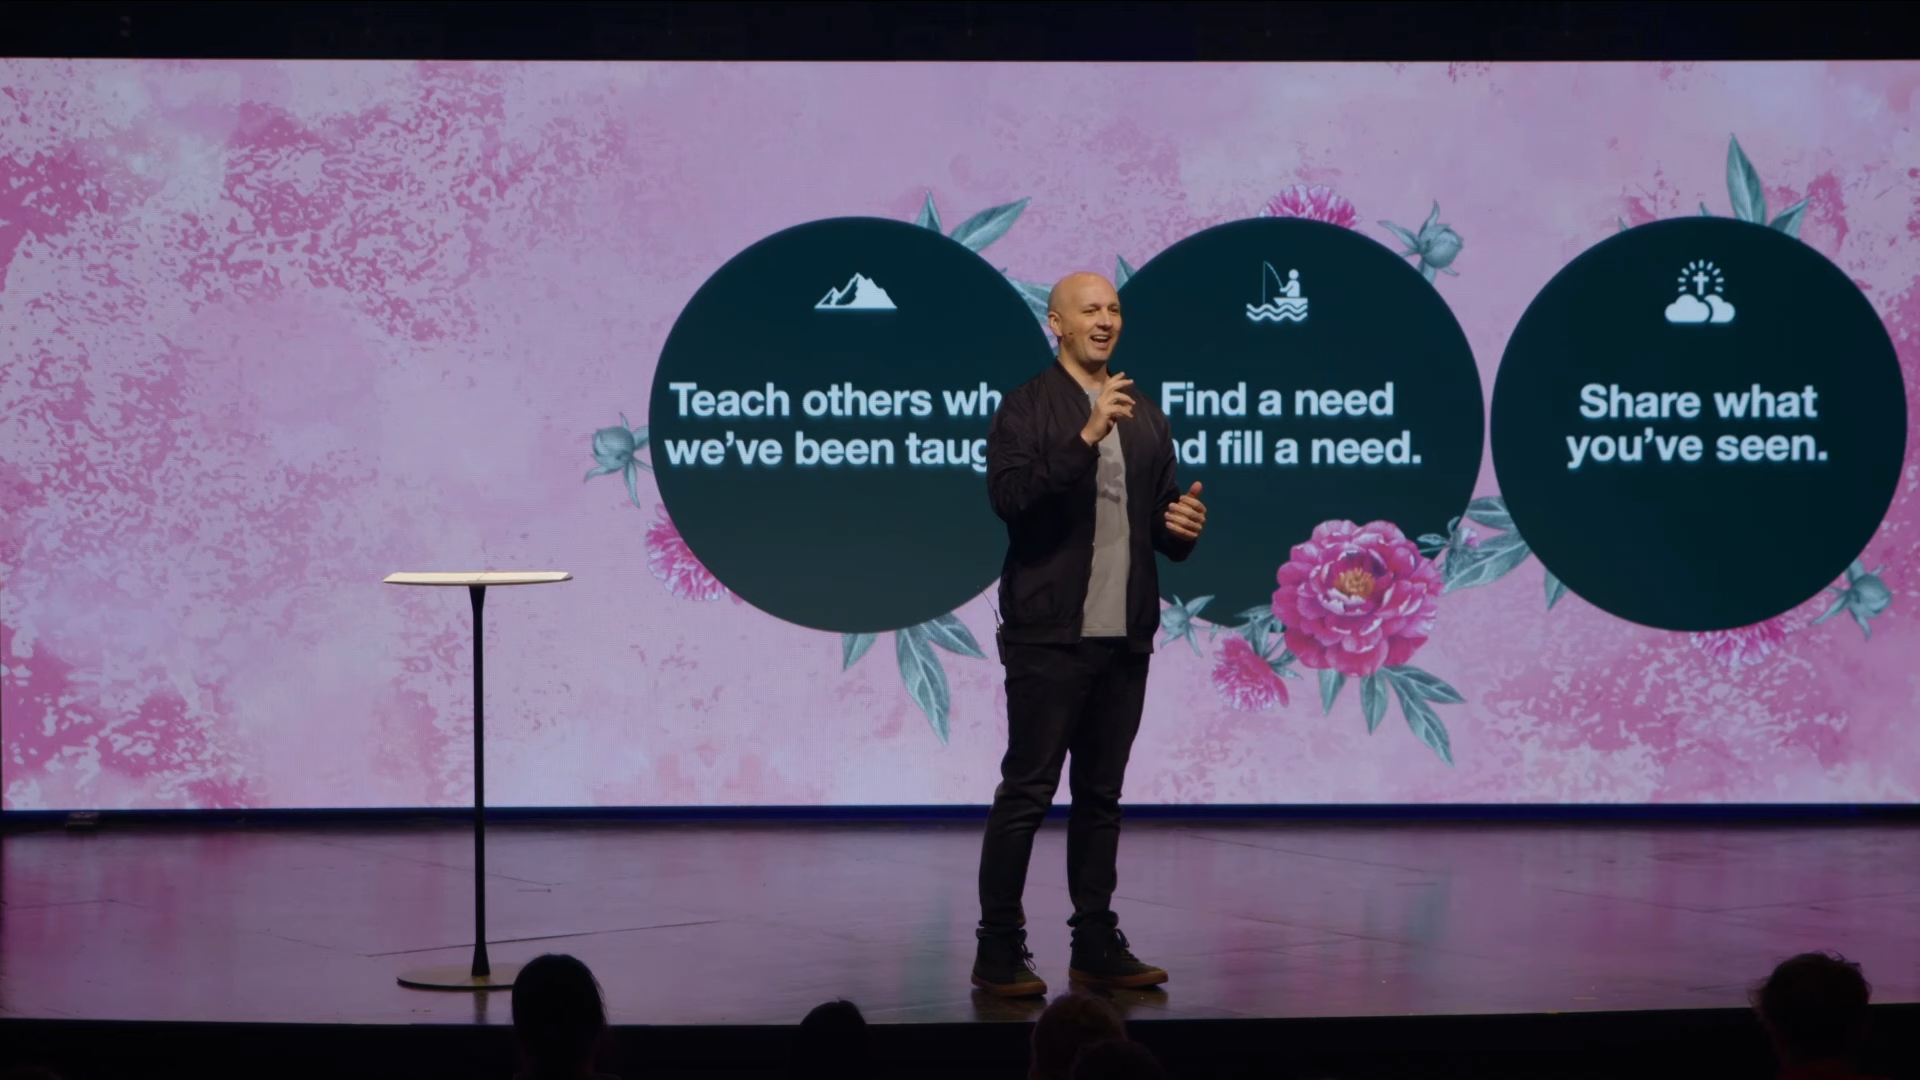 Teach others wh
we've been taug
Find a need
nd fill a need.
Share what
you've seen.